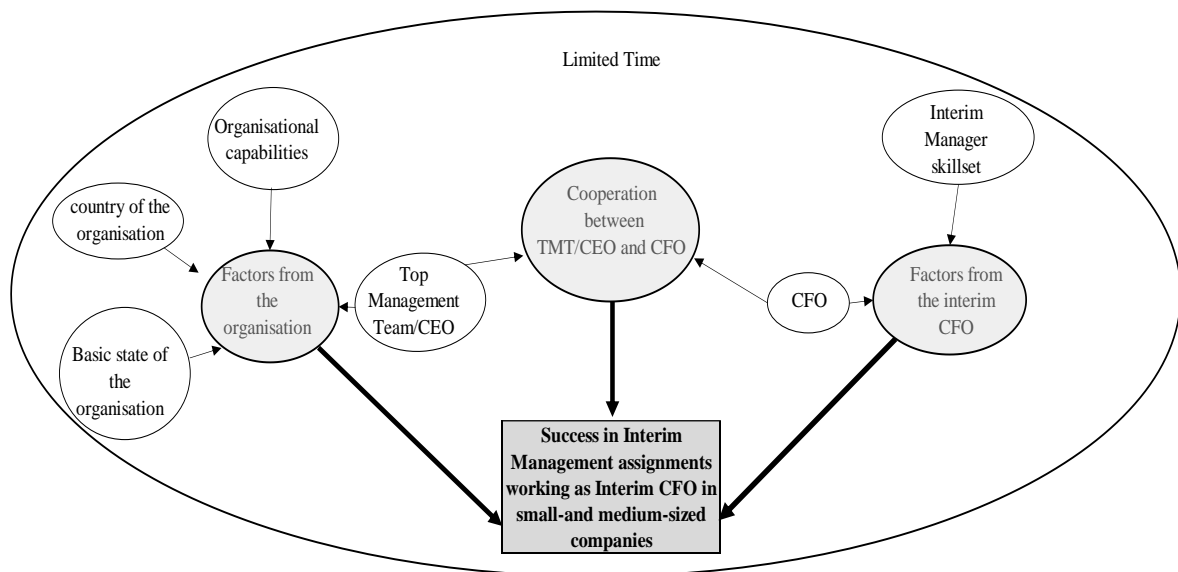 Limited Time
Organisational
capabilities
Interim
Manager
skillset
country of the
organisation
Cooperation
between
TMT/CEO and CFO
Factors from
the
organisation
Top
Management
Team/CEO
CFO
Factors from
the interim
CFO
Basic state of
the
organisation
Success in Interim
Management assignments
working as Interim CFO in
small-and medium-sized
companies